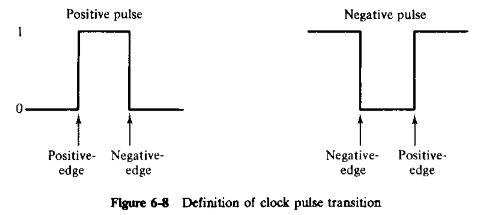 Positive pulse
Negative pulse
1
0
Positive-
edge
Negative-
edge
Negative-
edge
Positive-
edge
Figure 6-8 Definition of clock pulse transition